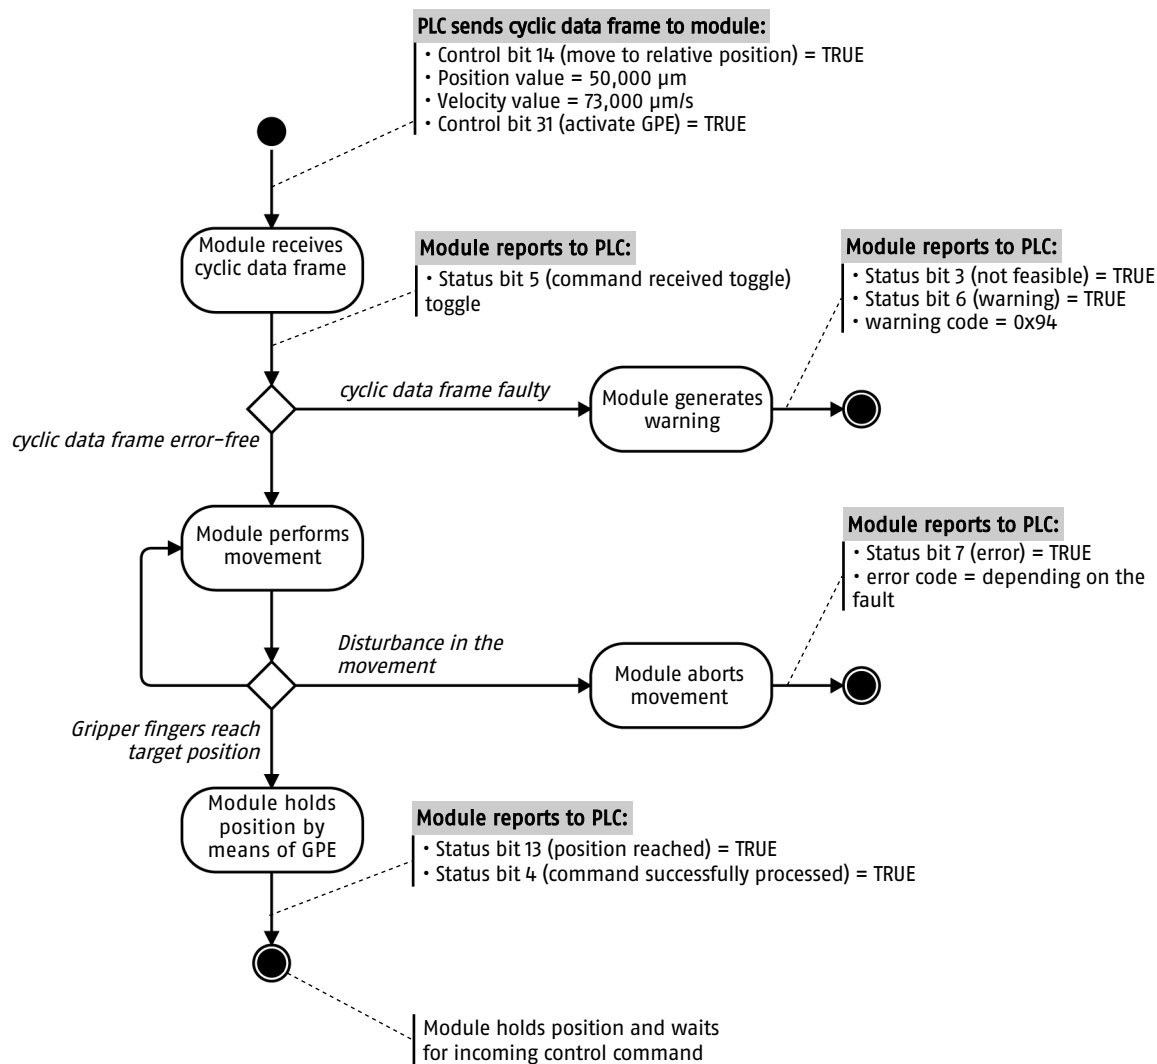 PLC sends cyclic data frame to module:
• Control bit 14 (move to relative position) = TRUE
• Position value = 50,000 µm
• Velocity value = 73,000 µm/s
• Control bit 31 (activate GPE) = TRUE
Module receives
cyclic data frame
Module reports to PLC:
• Status bit 5 (command received toggle)
toggle
Module reports to PLC:
• Status bit 3 (not feasible) = TRUE
• Status bit 6 (warning) = TRUE
• warning code = 0x94
cyclic data frame faulty
Module generates
warning
cyclic data frame error-free
Module performs
movement
Module reports to PLC:
• Status bit 7 (error) = TRUE
• error code = depending on the
fault
Disturbance in the
movement
Module aborts
movement
Gripper fingers reach
target position
Module holds
position by
means of GPE
Module reports to PLC:
• Status bit 13 (position reached) = TRUE
• Status bit 4 (command successfully processed) = TRUE
Module holds position and waits
for incoming control command